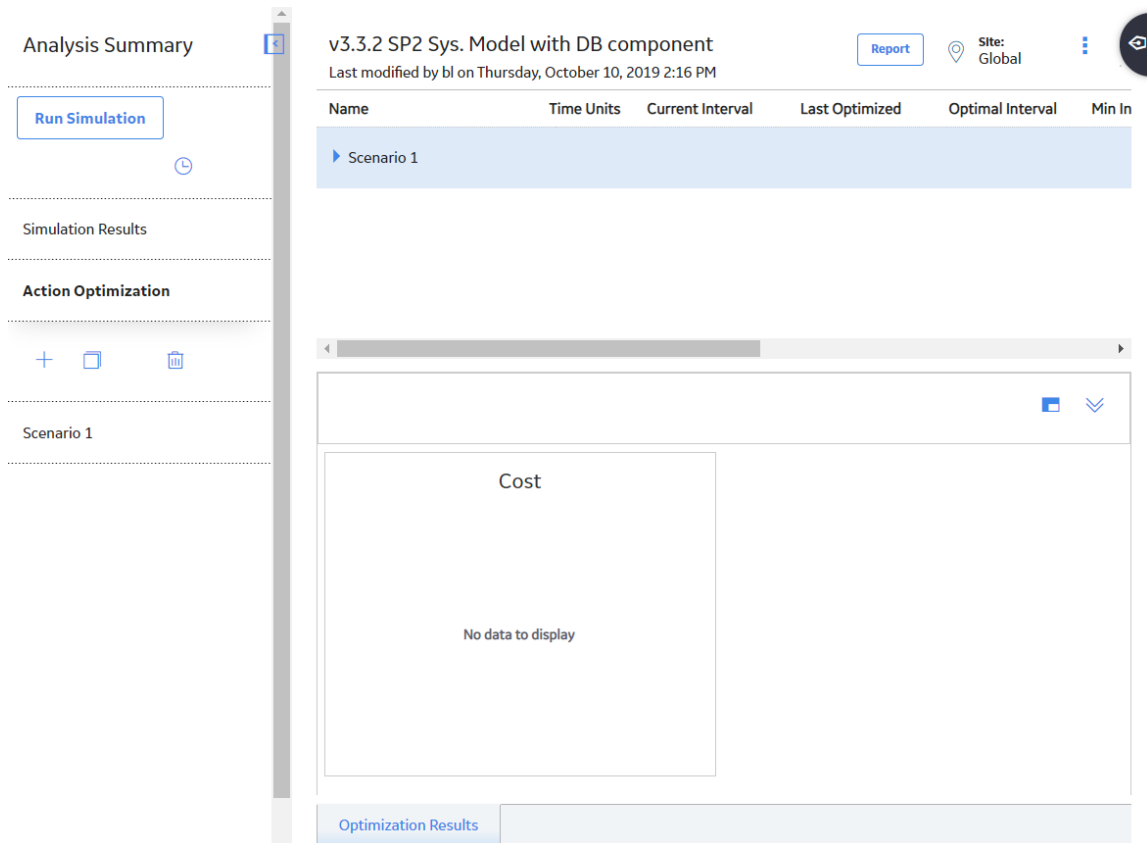 Analysis Summary
Run Simulation
Simulation Results
Action Optimization
Scenario 1
v3.3.2 SP2 Sys. Model with DB component
Last modified by bl on Thursday, October 10, 2019 2:16 PM
Report
Site:
Global
Name Time Units Current Interval Last Optimized Optimal Interval Min In
Scenario 1
Cost
No data to display
Optimization Results